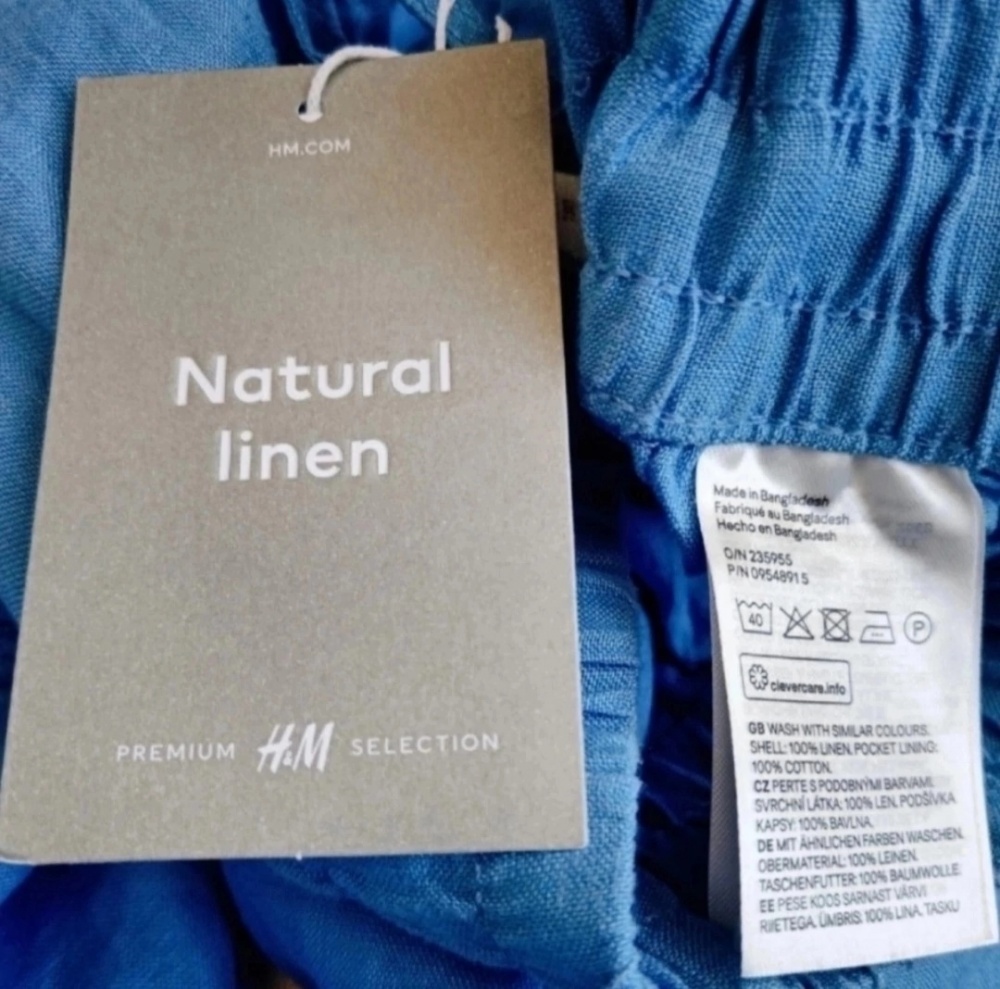 HM.COM
Natural
linen
PREMIUM H&M SELECTION
Made in Bangladesh
Fabriqué au Bangladesh
Hecho en Bangladesh
O/N 235955
P/N 0954891 5
40
P
clevercare.info
GB WASH WITH SIMILAR COLOURS.
SHELL: 100% LINEN. POCKET LINING:
100% COTTON.
CZ PERTE S PODOBNÝMI BARVAMI.
SVRCHNÍ LÁTKA: 100% LEN. PODŠÍVKA
KAPSY: 100% BAVLNA.
DE MIT ÄHNLICHEN FARBEN WASCHEN.
OBERMATERIAL: 100% LEINEN.
TASCHENFUTTER: 100% BAUMWOLLE.
EE PESE KOOS SARNAST VÄRVI
RIIETEGA. ÜMBRIS: 100% LINA. TASKU